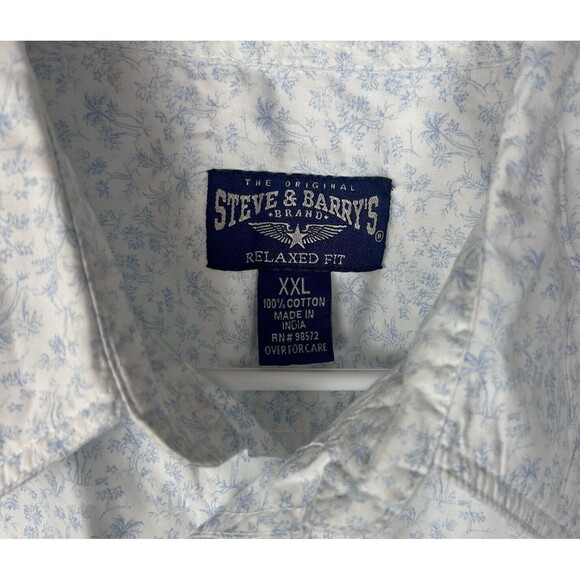 THE ORIGINAL
STEVE & BARRY'S
•BRAND•
RELAXED FIT
®
XXL
100% COTTON
MADE IN
INDIA
RN# 98572
OVER FOR CARE